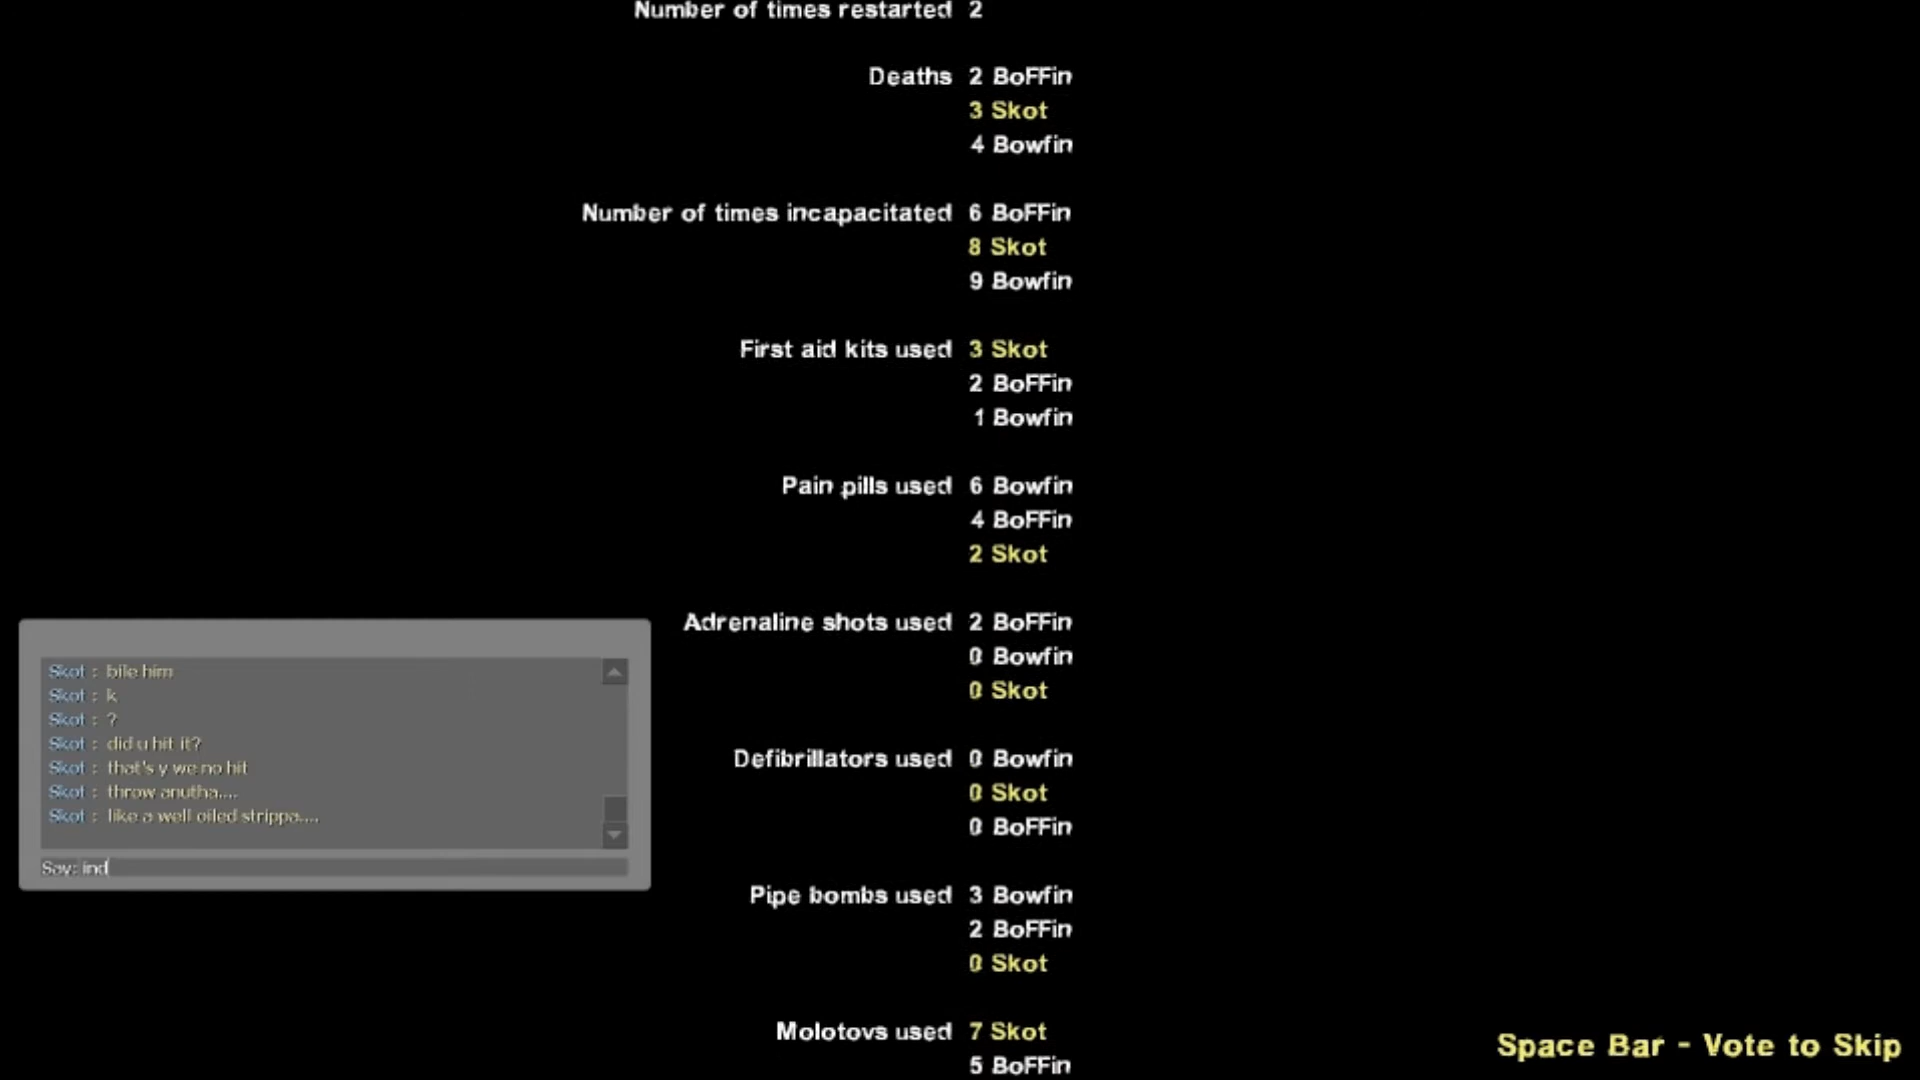 Number of times restarted 2
Deaths 2 BoFFin
3 Skot
4 Bowfin
Number of times incapacitated 6 BoFFin
8 Skot
9 Bowfin
First aid kits used 3 Skot
2 BoFFin
1 Bowfin
Pain pills used 6 Bowfin
4 BoFFin
2 Skot
Adrenaline shots used 2 BoFFin
0 Bowfin
0 Skot
Defibrillators used 0 Bowfin
0 Skot
0 BoFFin
Pipe bombs used 3 Bowfin
2 BoFFin
0 Skot
Molotovs used 7 Skot
5 BoFFin
Skot : bile him
Skot : k
Skot : ?
Skot : did u hit it?
Skot : that's y we no hit
Skot : throw anutha....
Skot : like a well oiled strippa....
Say: ind
Space Bar - Vote to Skip